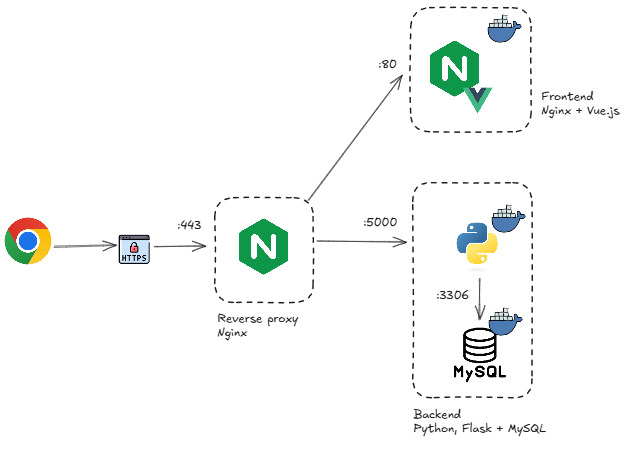 :80
Frontend
Nginx + Vue.js
:443
HTTPS
:5000
N
N
Reverse proxy
Nginx
:3306
MySQL
Backend
Python, Flask + MySQL